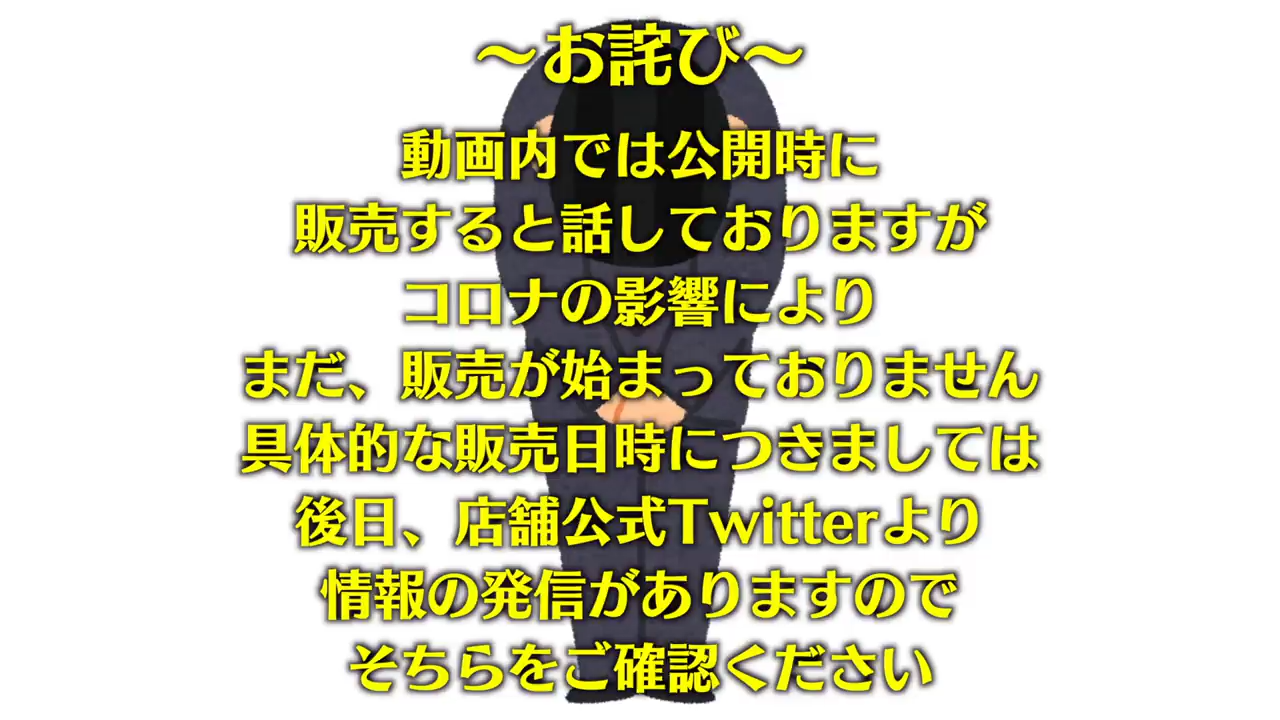 ～お詫び～
動画内では公開時に
販売すると話しておりますが
コロナの影響により
まだ、販売が始まっておりません
具体的な販売日時につきましては
後日、店舗公式Twitterより
情報の発信がありますので
そちらをご確認ください